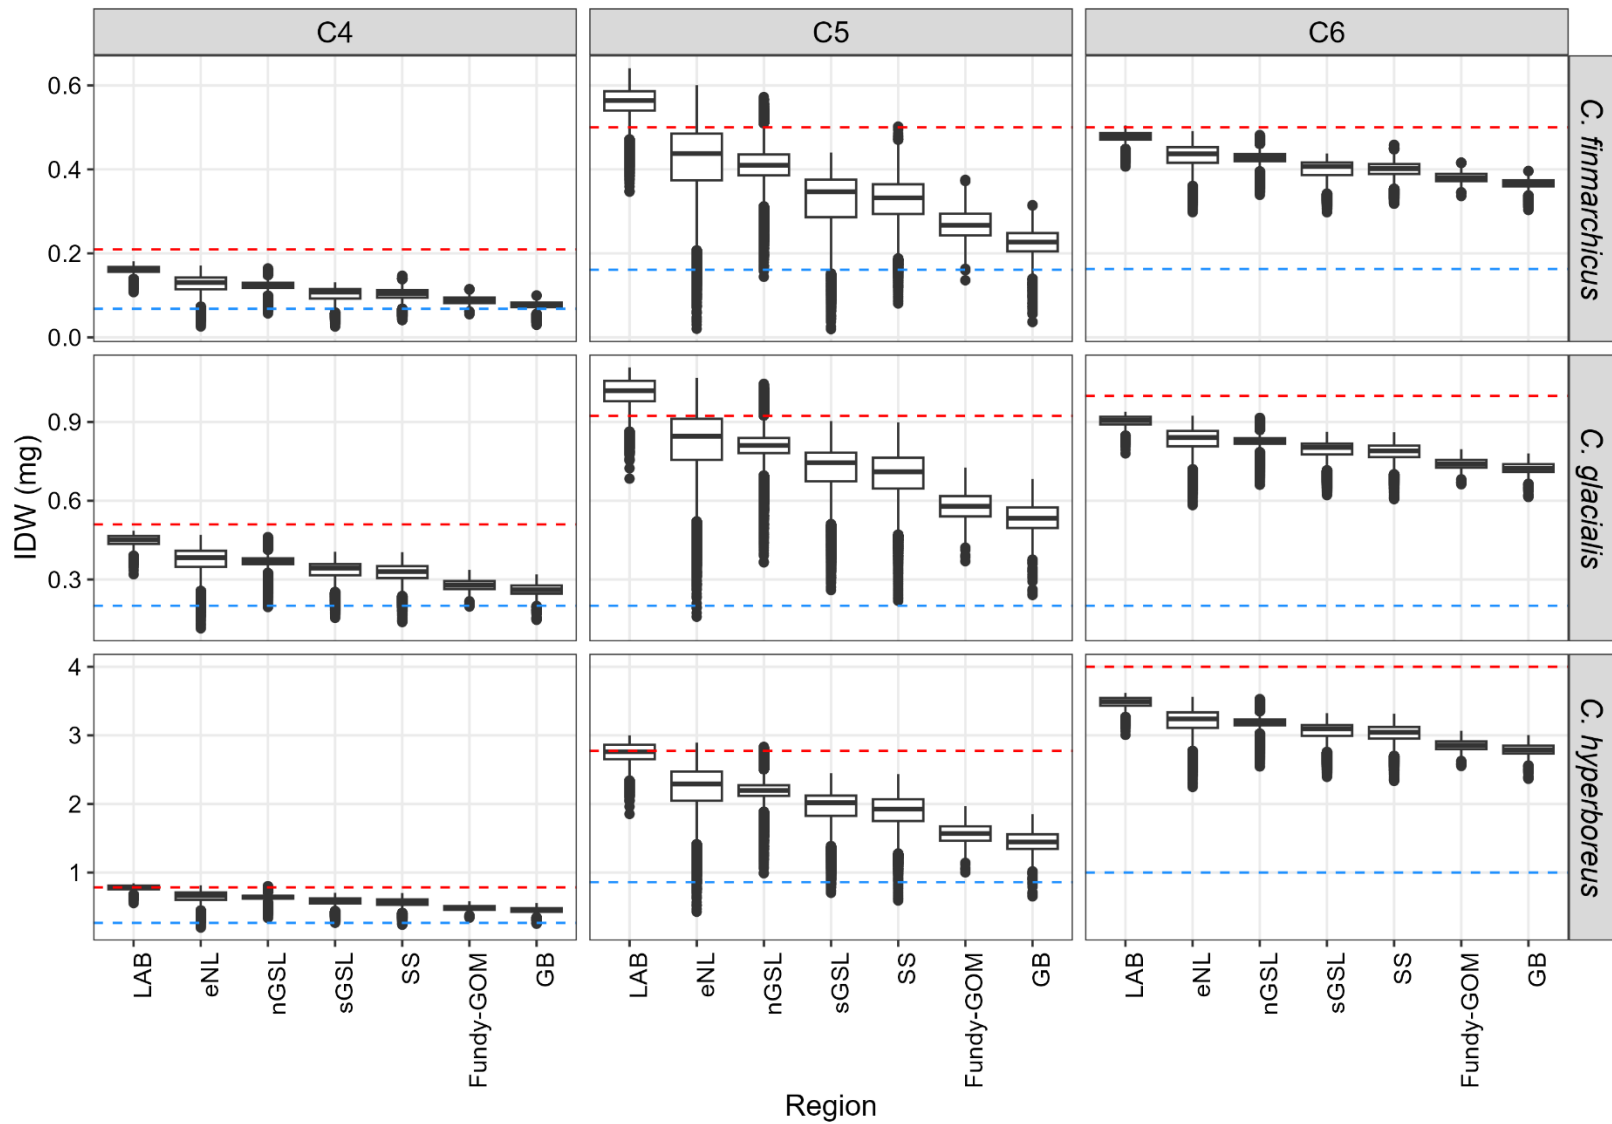 C4
C5
C6
C. finmarchicus
C. glacialis
C. hyperboreus
IDW (mg)
0.6
0.4
0.2
0.0
0.9
0.6
0.3
4
3
2
1
LAB
eNL
nGSL
sGSL
SS
Fundy-GOM
GB
LAB
eNL
nGSL
sGSL
SS
Fundy-GOM
GB
LAB
eNL
nGSL
sGSL
SS
Fundy-GOM
GB
Region